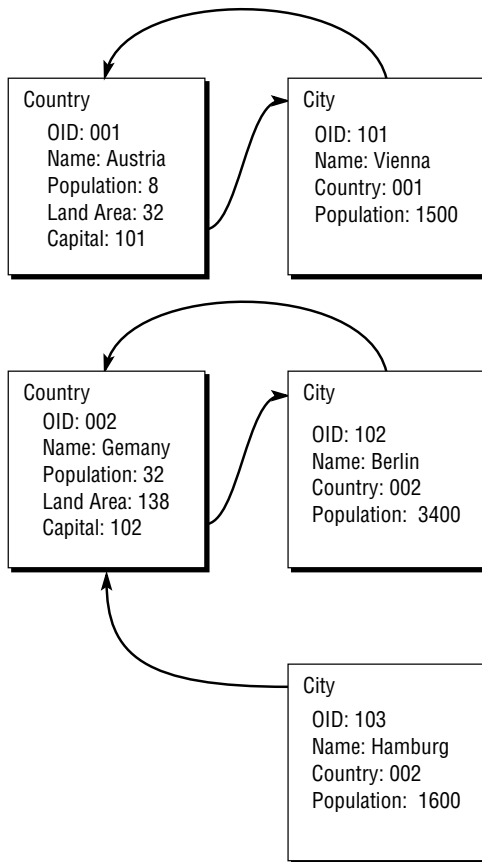 Country
OID: 001
Name: Austria
Population: 8
Land Area: 32
Capital: 101
City
OID: 101
Name: Vienna
Country: 001
Population: 1500
Country
OID: 002
Name: Gemany
Population: 32
Land Area: 138
Capital: 102
City
OID: 102
Name: Berlin
Country: 002
Population: 3400
City
OID: 103
Name: Hamburg
Country: 002
Population: 1600